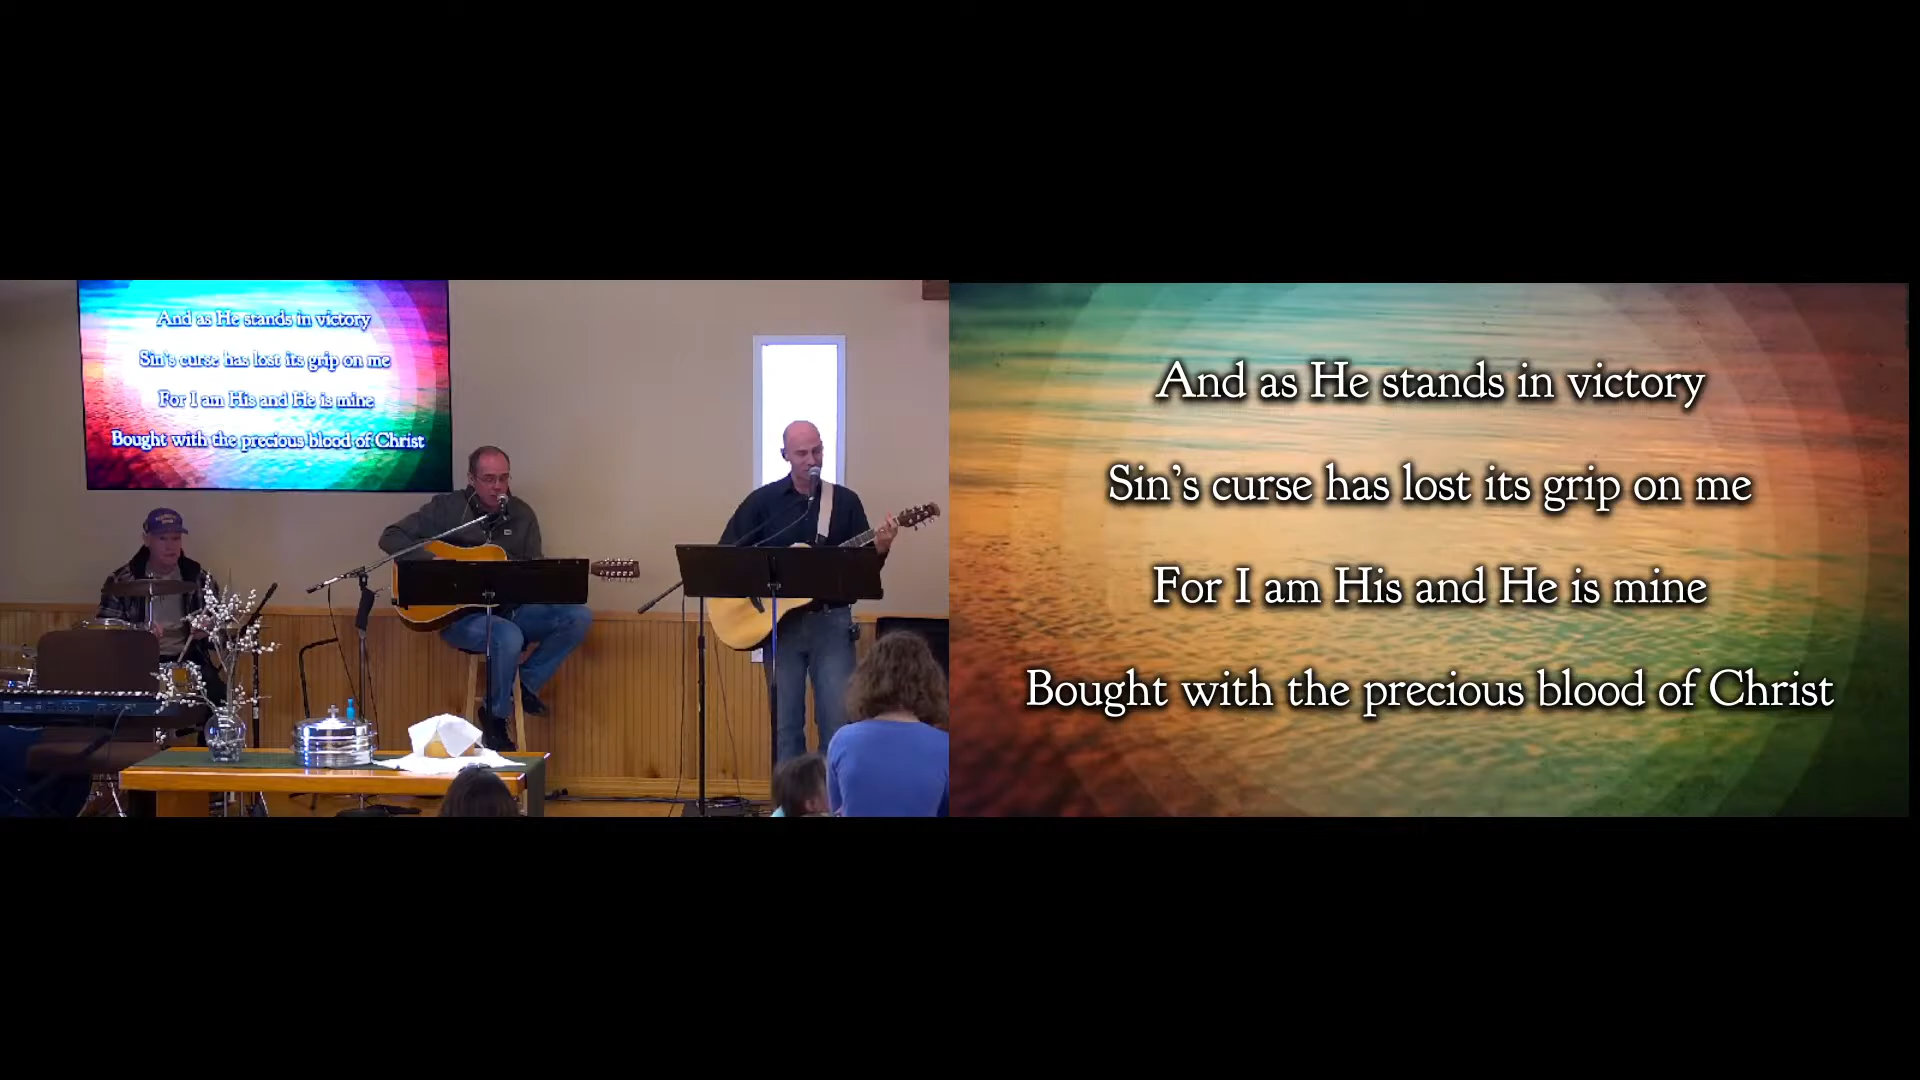 And as He stands in victory
Sin's curse has lost its grip on me
For I am His and He is mine
Bought with the precious blood of Christ
And as He stands in victory
Sin’s curse has lost its grip on me
For I am His and He is mine
Bought with the precious blood of Christ